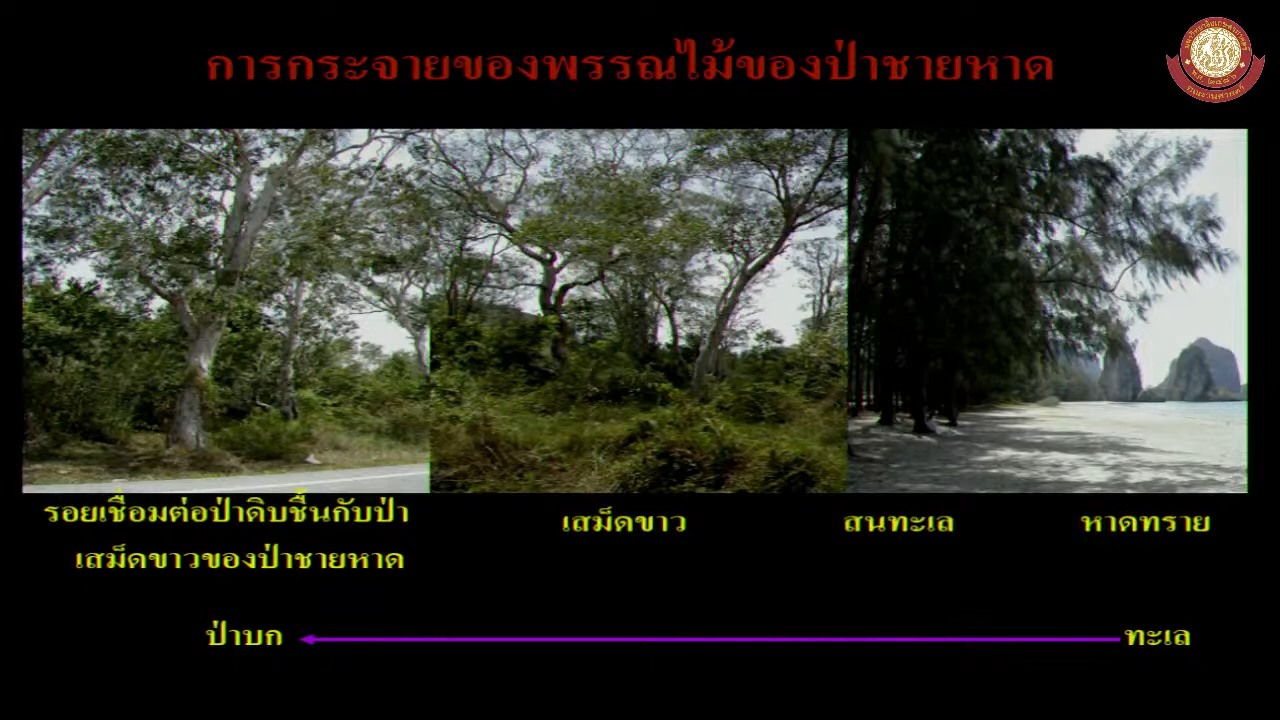 การกระจายของพรรณไม้ของป่าชายหาด
รอยเชื่อมต่อป่าดิบชื้นกับป่า
เสม็ดขาวของป่าชายหาด
เสม็ดขาว
สนทะเล
หาดทราย
ป่าบก
ทะเล